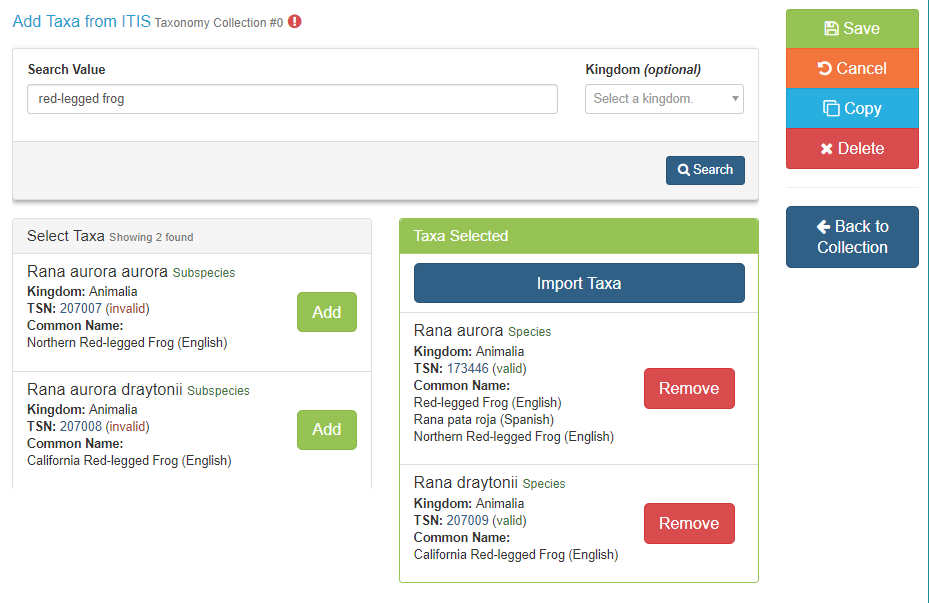 Add Taxa from ITIS Taxonomy Collection #0
Search Value
Kingdom (optional)
red-legged frog
Select a kingdom.
Search
Select Taxa Showing 2 found
Rana aurora aurora Subspecies
Kingdom: Animalia
TSN: 207007 (invalid)
Common Name:
Northern Red-legged Frog (English)
Add
Rana aurora draytonii Subspecies
Kingdom: Animalia
TSN: 207008 (invalid)
Common Name:
California Red-legged Frog (English)
Add
Taxa Selected
Import Taxa
Rana aurora Species
Kingdom: Animalia
TSN: 173446 (valid)
Common Name:
Red-legged Frog (English)
Rana pata roja (Spanish)
Northern Red-legged Frog (English)
Remove
Rana draytonii Species
Kingdom: Animalia
TSN: 207009 (valid)
Common Name:
California Red-legged Frog (English)
Remove
Save
Cancel
Copy
Delete
Back to
Collection